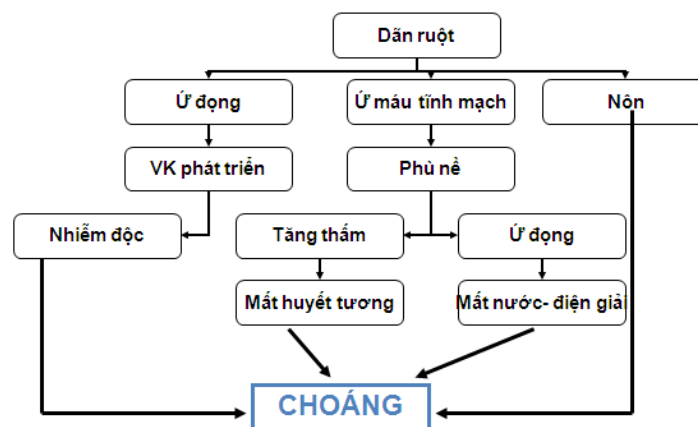 Dãn ruột
Ứ đọng
Ứ máu tĩnh mạch
Nôn
VK phát triển
Phù nề
Nhiễm độc
Tăng thấm
Ứ đọng
Mất huyết tương
Mất nước- điện giải
CHOÁNG